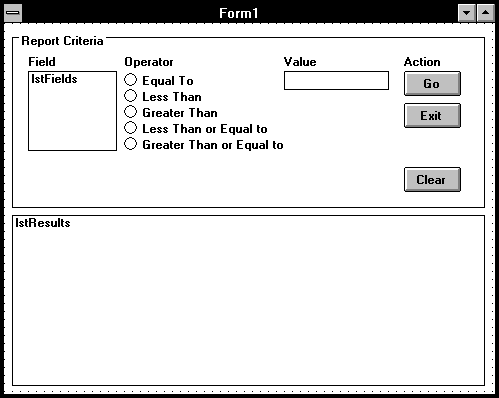 Form1
Report Criteria
Field
Operator
Value
Action
lstFields
Equal To
Less Than
Greater Than
Less Than or Equal to
Greater Than or Equal to
Go
Exit
Clear
lstResults